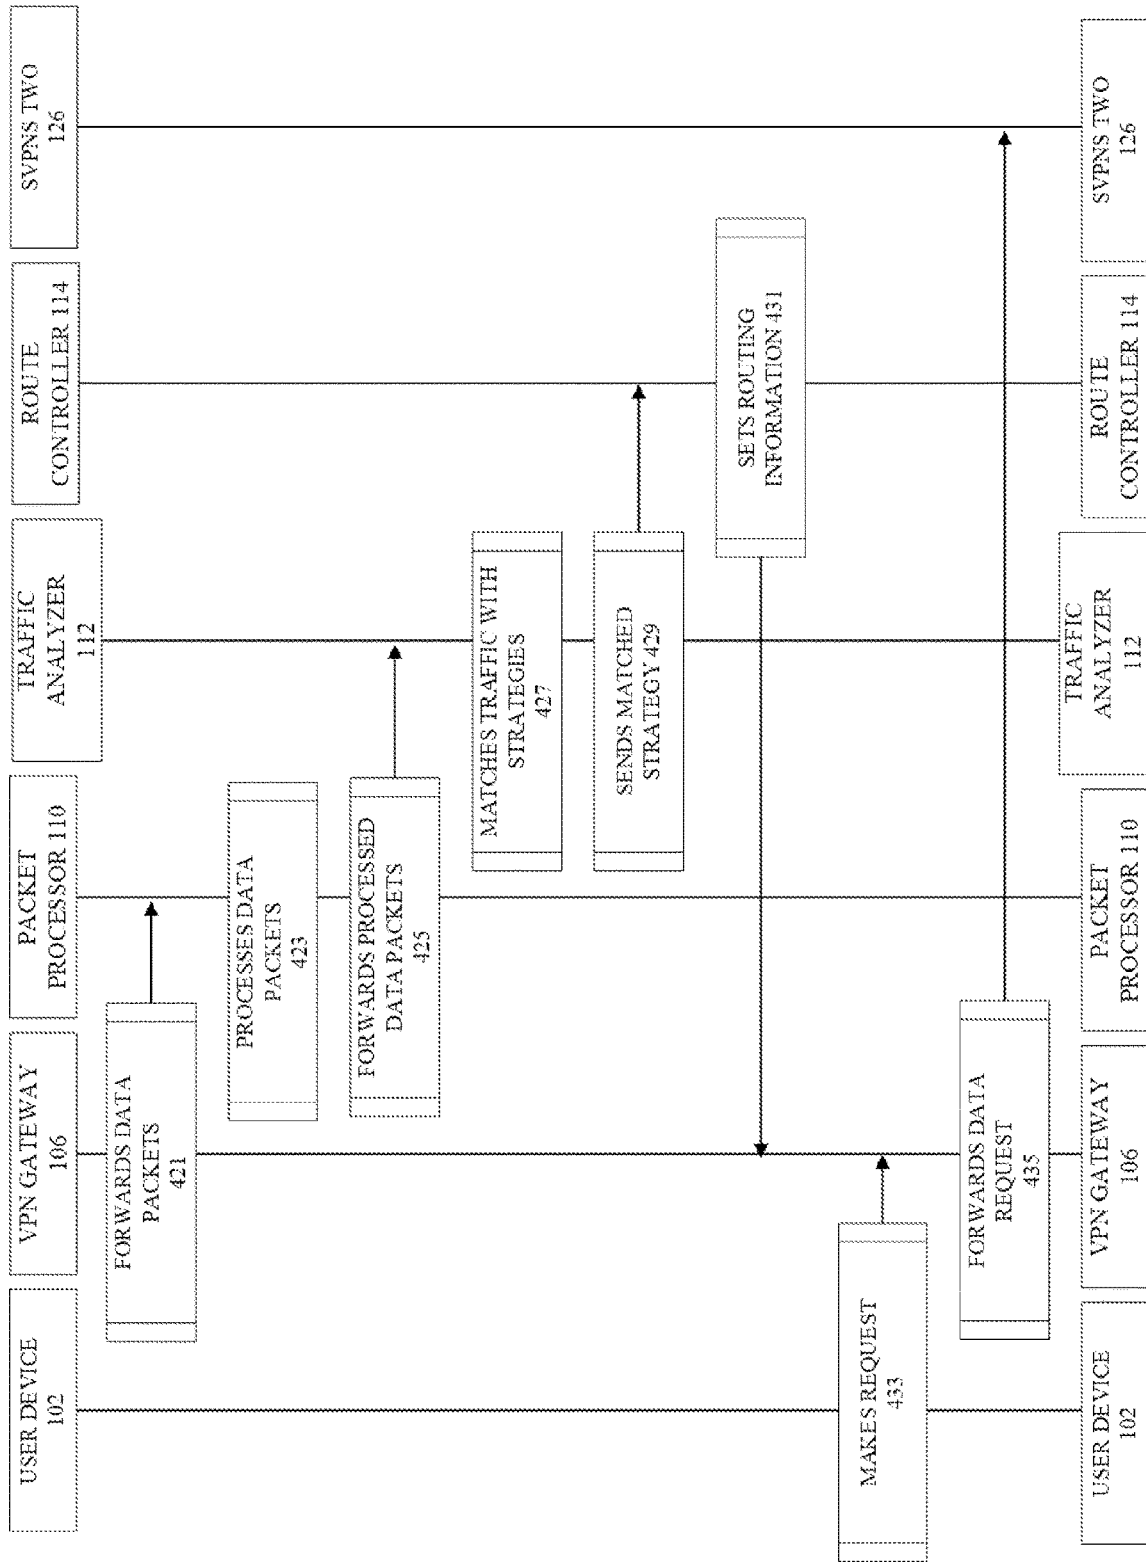 USER DEVICE
102
VPN GATEWAY
106
PACKET
PROCESSOR 110
TRAFFIC
ANALYZER
112
ROUTE
CONTROLLER 114
SVPNS TWO
126
FORWARDS DATA
PACKETS
421
PROCESSES DATA
PACKETS
423
FORWARDS PROCESSED
DATA PACKETS
425
MATCHES TRAFFIC WITH
STRATEGIES
427
SENDS MATCHED
STRATEGY 429
SETS ROUTING
INFORMATION 431
MAKES REQUEST
433
FORWARDS DATA
REQUEST
435
USER DEVICE
102
VPN GATEWAY
106
PACKET
PROCESSOR 110
TRAFFIC
ANALYZER
112
ROUTE
CONTROLLER 114
SVPNS TWO
126